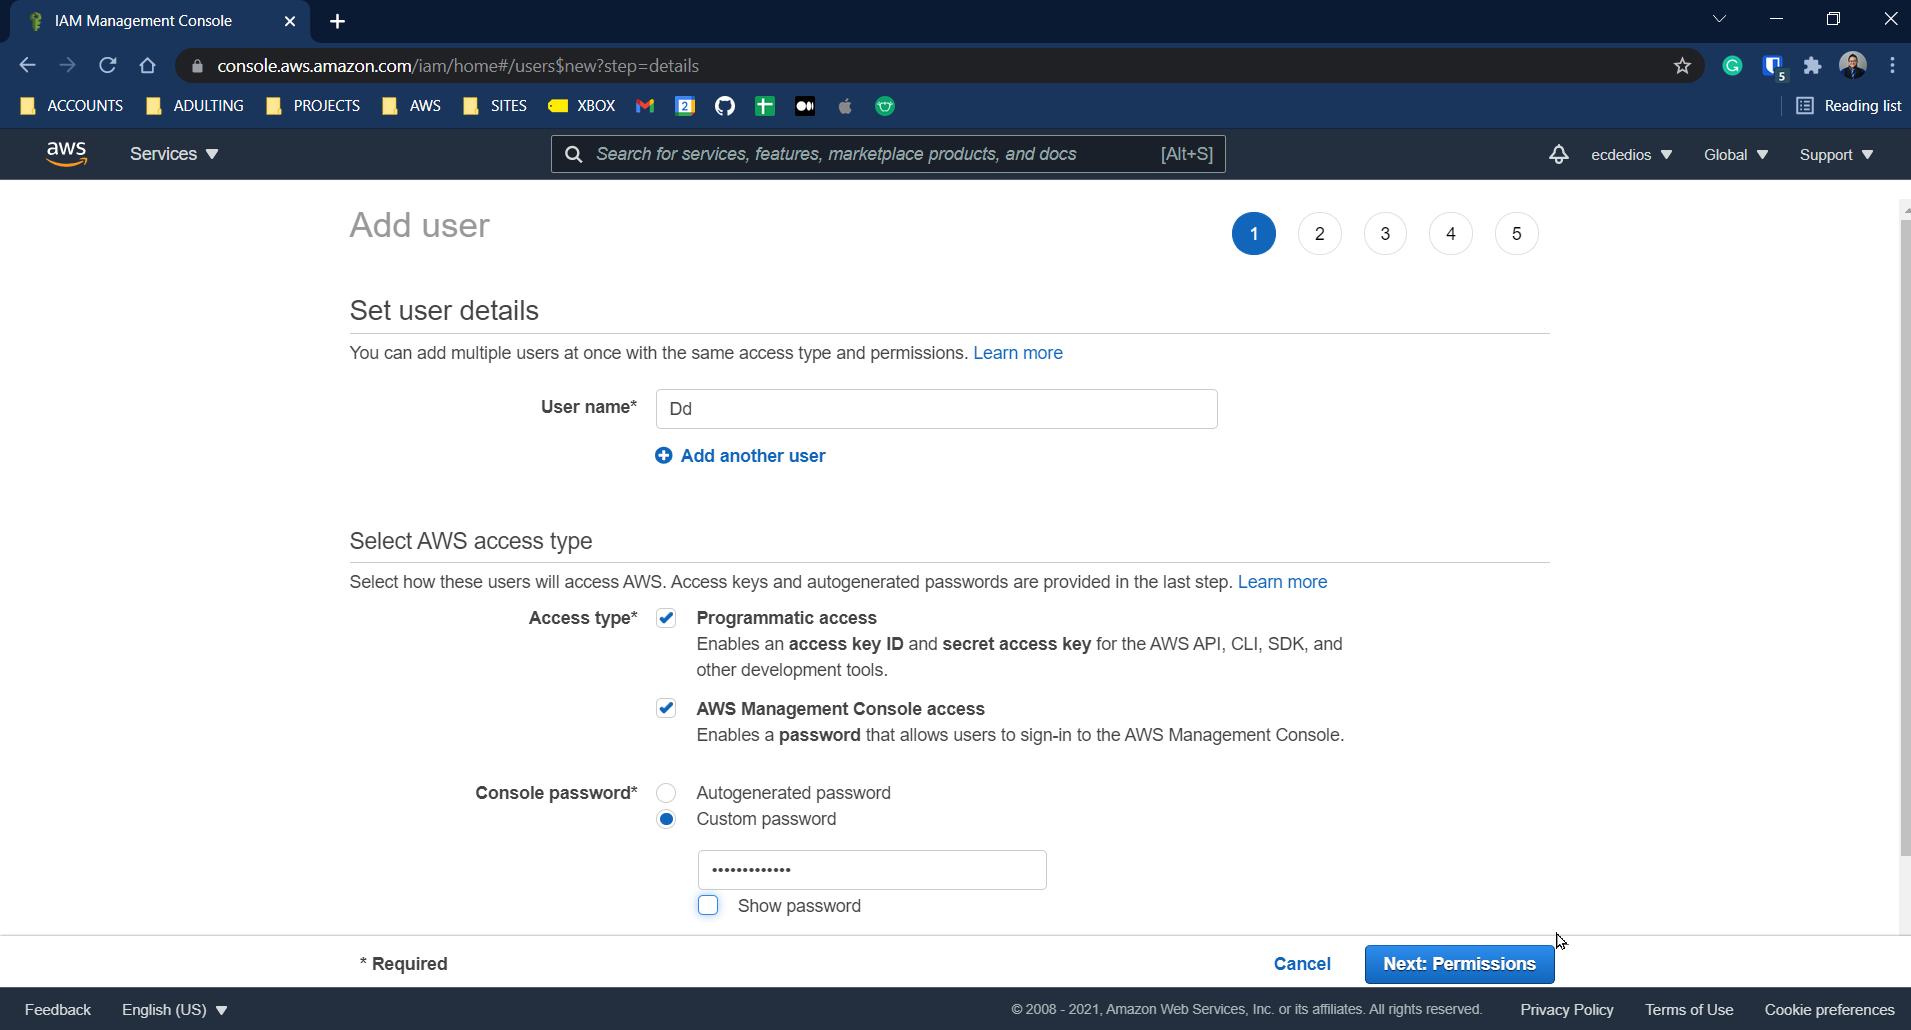 IAM Management Console
console.aws.amazon.com/iam/home#/users$new?step=details
5
ACCOUNTS ADULTING PROJECTS AWS SITES XBOX 2 Reading list
aws Services Search for services, features, marketplace products, and docs [Alt+S] ecdedios Global Support
Add user 1 2 3 4 5
Set user details
You can add multiple users at once with the same access type and permissions. Learn more
User name* Dd
Add another user
Select AWS access type
Select how these users will access AWS. Access keys and autogenerated passwords are provided in the last step. Learn more
Access type* Programmatic access
Enables an access key ID and secret access key for the AWS API, CLI, SDK, and
other development tools.
AWS Management Console access
Enables a password that allows users to sign-in to the AWS Management Console.
Console password* Autogenerated password
Custom password
•••••••••••••
Show password
* Required Cancel Next: Permissions
Feedback English (US) © 2008 - 2021, Amazon Web Services, Inc. or its affiliates. All rights reserved. Privacy Policy Terms of Use Cookie preferences